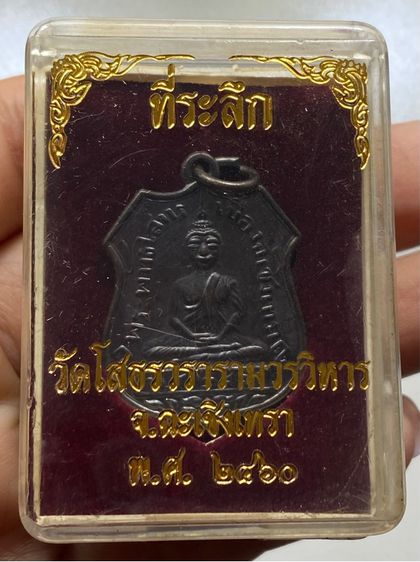 ที่ระลึก
วัดโสธรวรารามวรวิหาร
จ.ฉะเชิงเทรา
พ.ศ. ๒๔๖๐